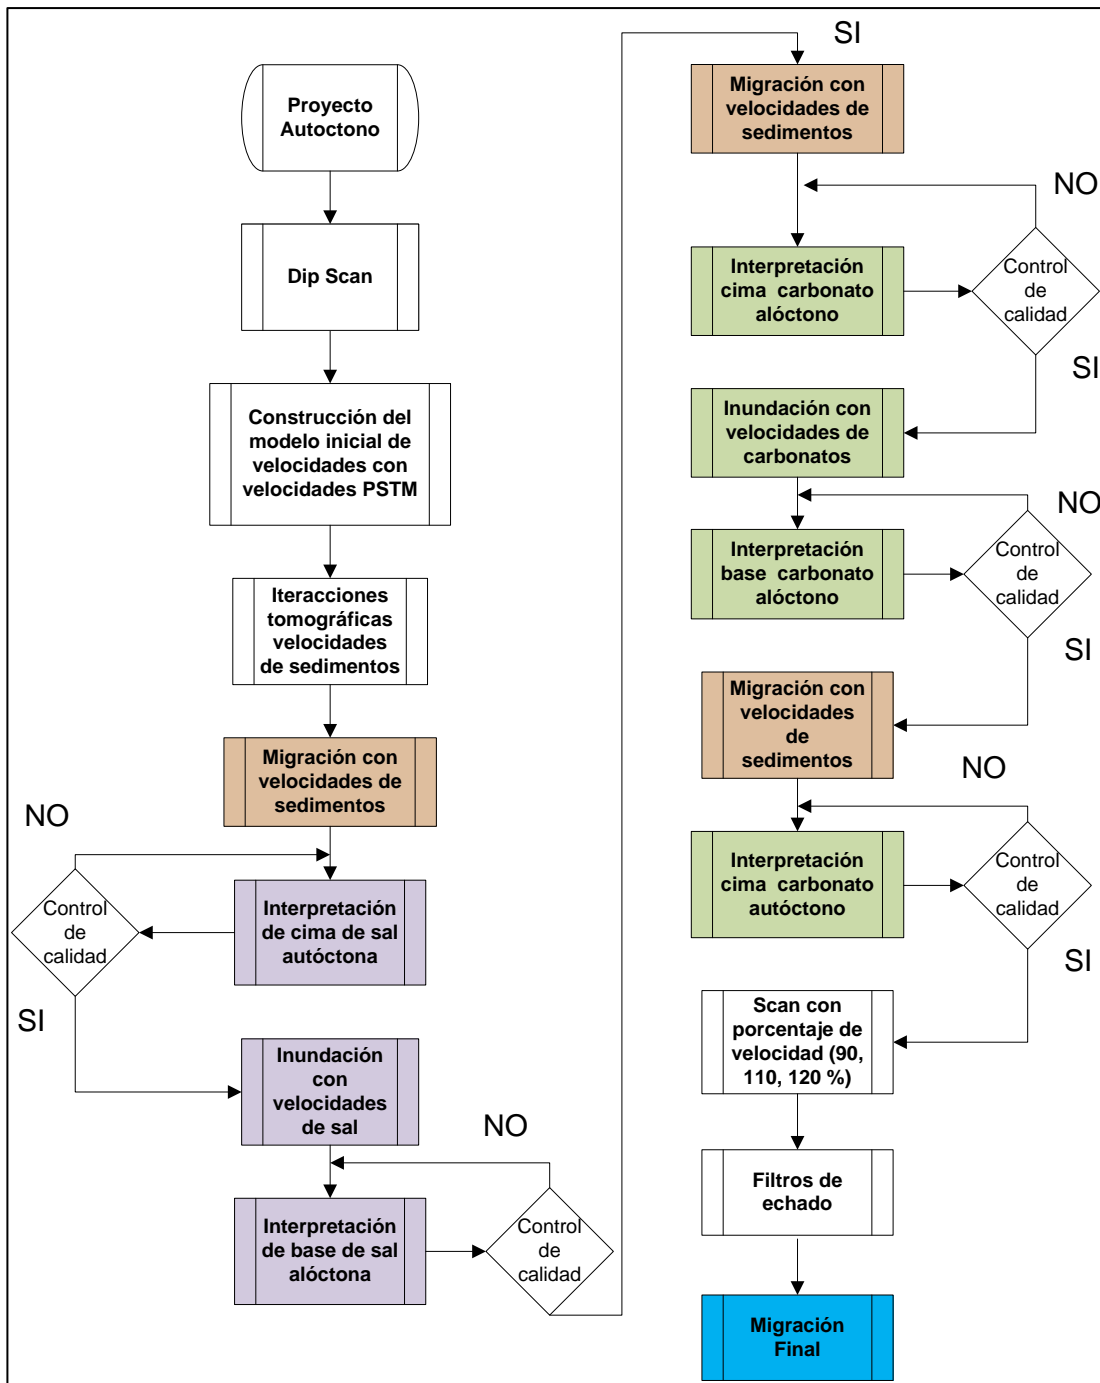 Proyecto
Autoctono
Dip Scan
Construcción del
modelo inicial de
velocidades con
velocidades PSTM
Iteracciones
tomográficas
velocidades
de sedimentos
Migración con
velocidades de
sedimentos
NO
Interpretación
de cima de sal
autóctona
Control
de
calidad
SI
Inundación
con
velocidades
de sal
NO
Interpretación
de base de sal
alóctona
Control
de
calidad
SI
Migración con
velocidades de
sedimentos
NO
Interpretación
cima carbonato
alóctono
Control
de
calidad
SI
Inundación con
velocidades de
carbonatos
NO
Interpretación
base carbonato
alóctono
Control
de
calidad
SI
Migración con
velocidades
de
sedimentos
NO
Interpretación
cima carbonato
autóctono
Control
de
calidad
SI
Scan con
porcentaje de
velocidad (90,
110, 120 %)
Filtros de
echado
Migración
Final